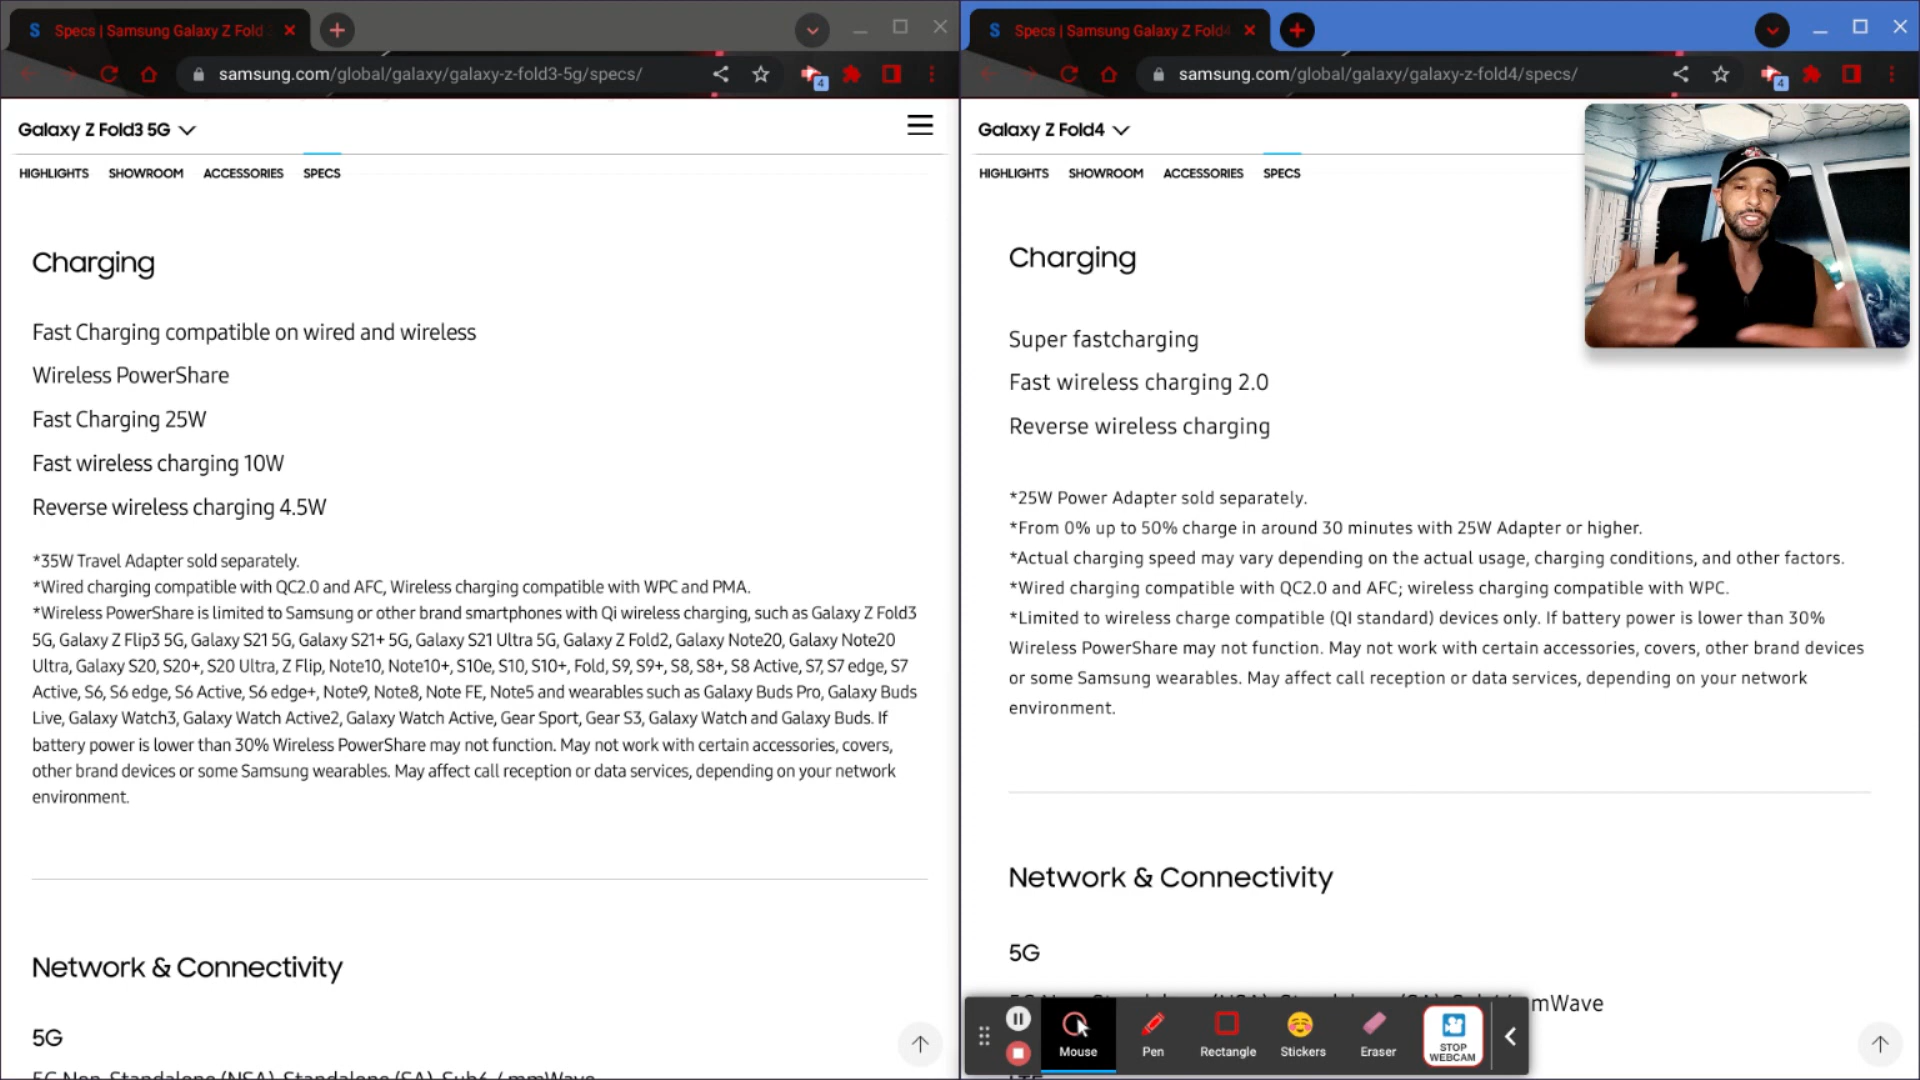 Specs | Samsung Galaxy Z Fold
samsung.com/global/galaxy/galaxy-z-fold3-5g/specs/
4
Galaxy Z Fold3 5G
HIGHLIGHTS SHOWROOM ACCESSORIES SPECS
Charging
Fast Charging compatible on wired and wireless
Wireless PowerShare
Fast Charging 25W
Fast wireless charging 10W
Reverse wireless charging 4.5W
*35W Travel Adapter sold separately.
*Wired charging compatible with QC2.0 and AFC, Wireless charging compatible with WPC and PMA.
*Wireless PowerShare is limited to Samsung or other brand smartphones with Qi wireless charging, such as Galaxy Z Fold3
5G, Galaxy Z Flip3 5G, Galaxy S21 5G, Galaxy S21+ 5G, Galaxy S21 Ultra 5G, Galaxy Z Fold2, Galaxy Note20, Galaxy Note20
Ultra, Galaxy S20, S20+, S20 Ultra, Z Flip, Note10, Note10+, S10e, S10, S10+, Fold, S9, S9+, S8, S8+, S8 Active, S7, S7 edge, S7
Active, S6, S6 edge, S6 Active, S6 edge+, Note9, Note8, Note FE, Note5 and wearables such as Galaxy Buds Pro, Galaxy Buds
Live, Galaxy Watch3, Galaxy Watch Active2, Galaxy Watch Active, Gear Sport, Gear S3, Galaxy Watch and Galaxy Buds. If
battery power is lower than 30% Wireless PowerShare may not function. May not work with certain accessories, covers,
other brand devices or some Samsung wearables. May affect call reception or data services, depending on your network
environment.
Network & Connectivity
5G
5G Non-Standalone (NSA), Standalone (SA), Sub6 / mmWave
Specs | Samsung Galaxy Z Fold4
samsung.com/global/galaxy/galaxy-z-fold4/specs/
4
Galaxy Z Fold4
HIGHLIGHTS SHOWROOM ACCESSORIES SPECS
Charging
Super fastcharging
Fast wireless charging 2.0
Reverse wireless charging
*25W Power Adapter sold separately.
*From 0% up to 50% charge in around 30 minutes with 25W Adapter or higher.
*Actual charging speed may vary depending on the actual usage, charging conditions, and other factors.
*Wired charging compatible with QC2.0 and AFC; wireless charging compatible with WPC.
*Limited to wireless charge compatible (QI standard) devices only. If battery power is lower than 30%
Wireless PowerShare may not function. May not work with certain accessories, covers, other brand devices
or some Samsung wearables. May affect call reception or data services, depending on your network
environment.
Network & Connectivity
5G
mWave
Mouse Pen Rectangle Stickers Eraser STOP WEBCAM
LTE